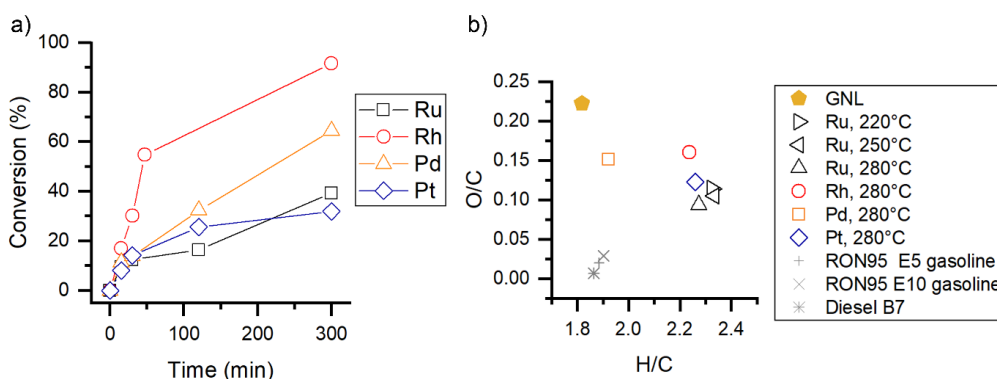 a)
100
80
60
40
20
0
Conversion (%)
0
100
200
300
Time (min)
Ru
Rh
Pd
Pt
b)
0.25
0.20
0.15
0.10
0.05
0.00
O/C
1.8
2.0
2.2
2.4
H/C
GNL
Ru, 220°C
Ru, 250°C
Ru, 280°C
Rh, 280°C
Pd, 280°C
Pt, 280°C
RON95 E5 gasoline
RON95 E10 gasoline
Diesel B7